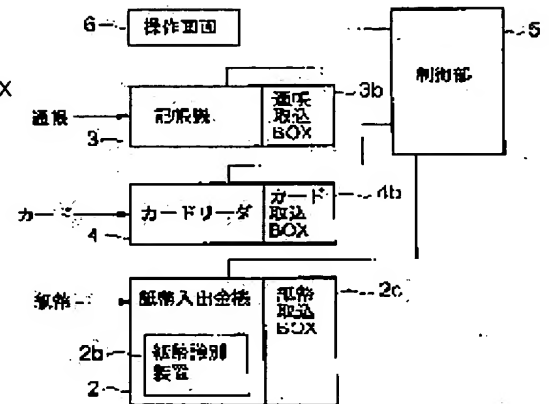 6
操作画面
5
制御部
X
通帳
記帳機
通帳
取込
BOX
3b
3
カード
カードリーダ
カード
取込
BOX
4b
4
紙幣
紙幣入出金機
紙幣
取込
BOX
2c
2b
紙幣識別
装置
2